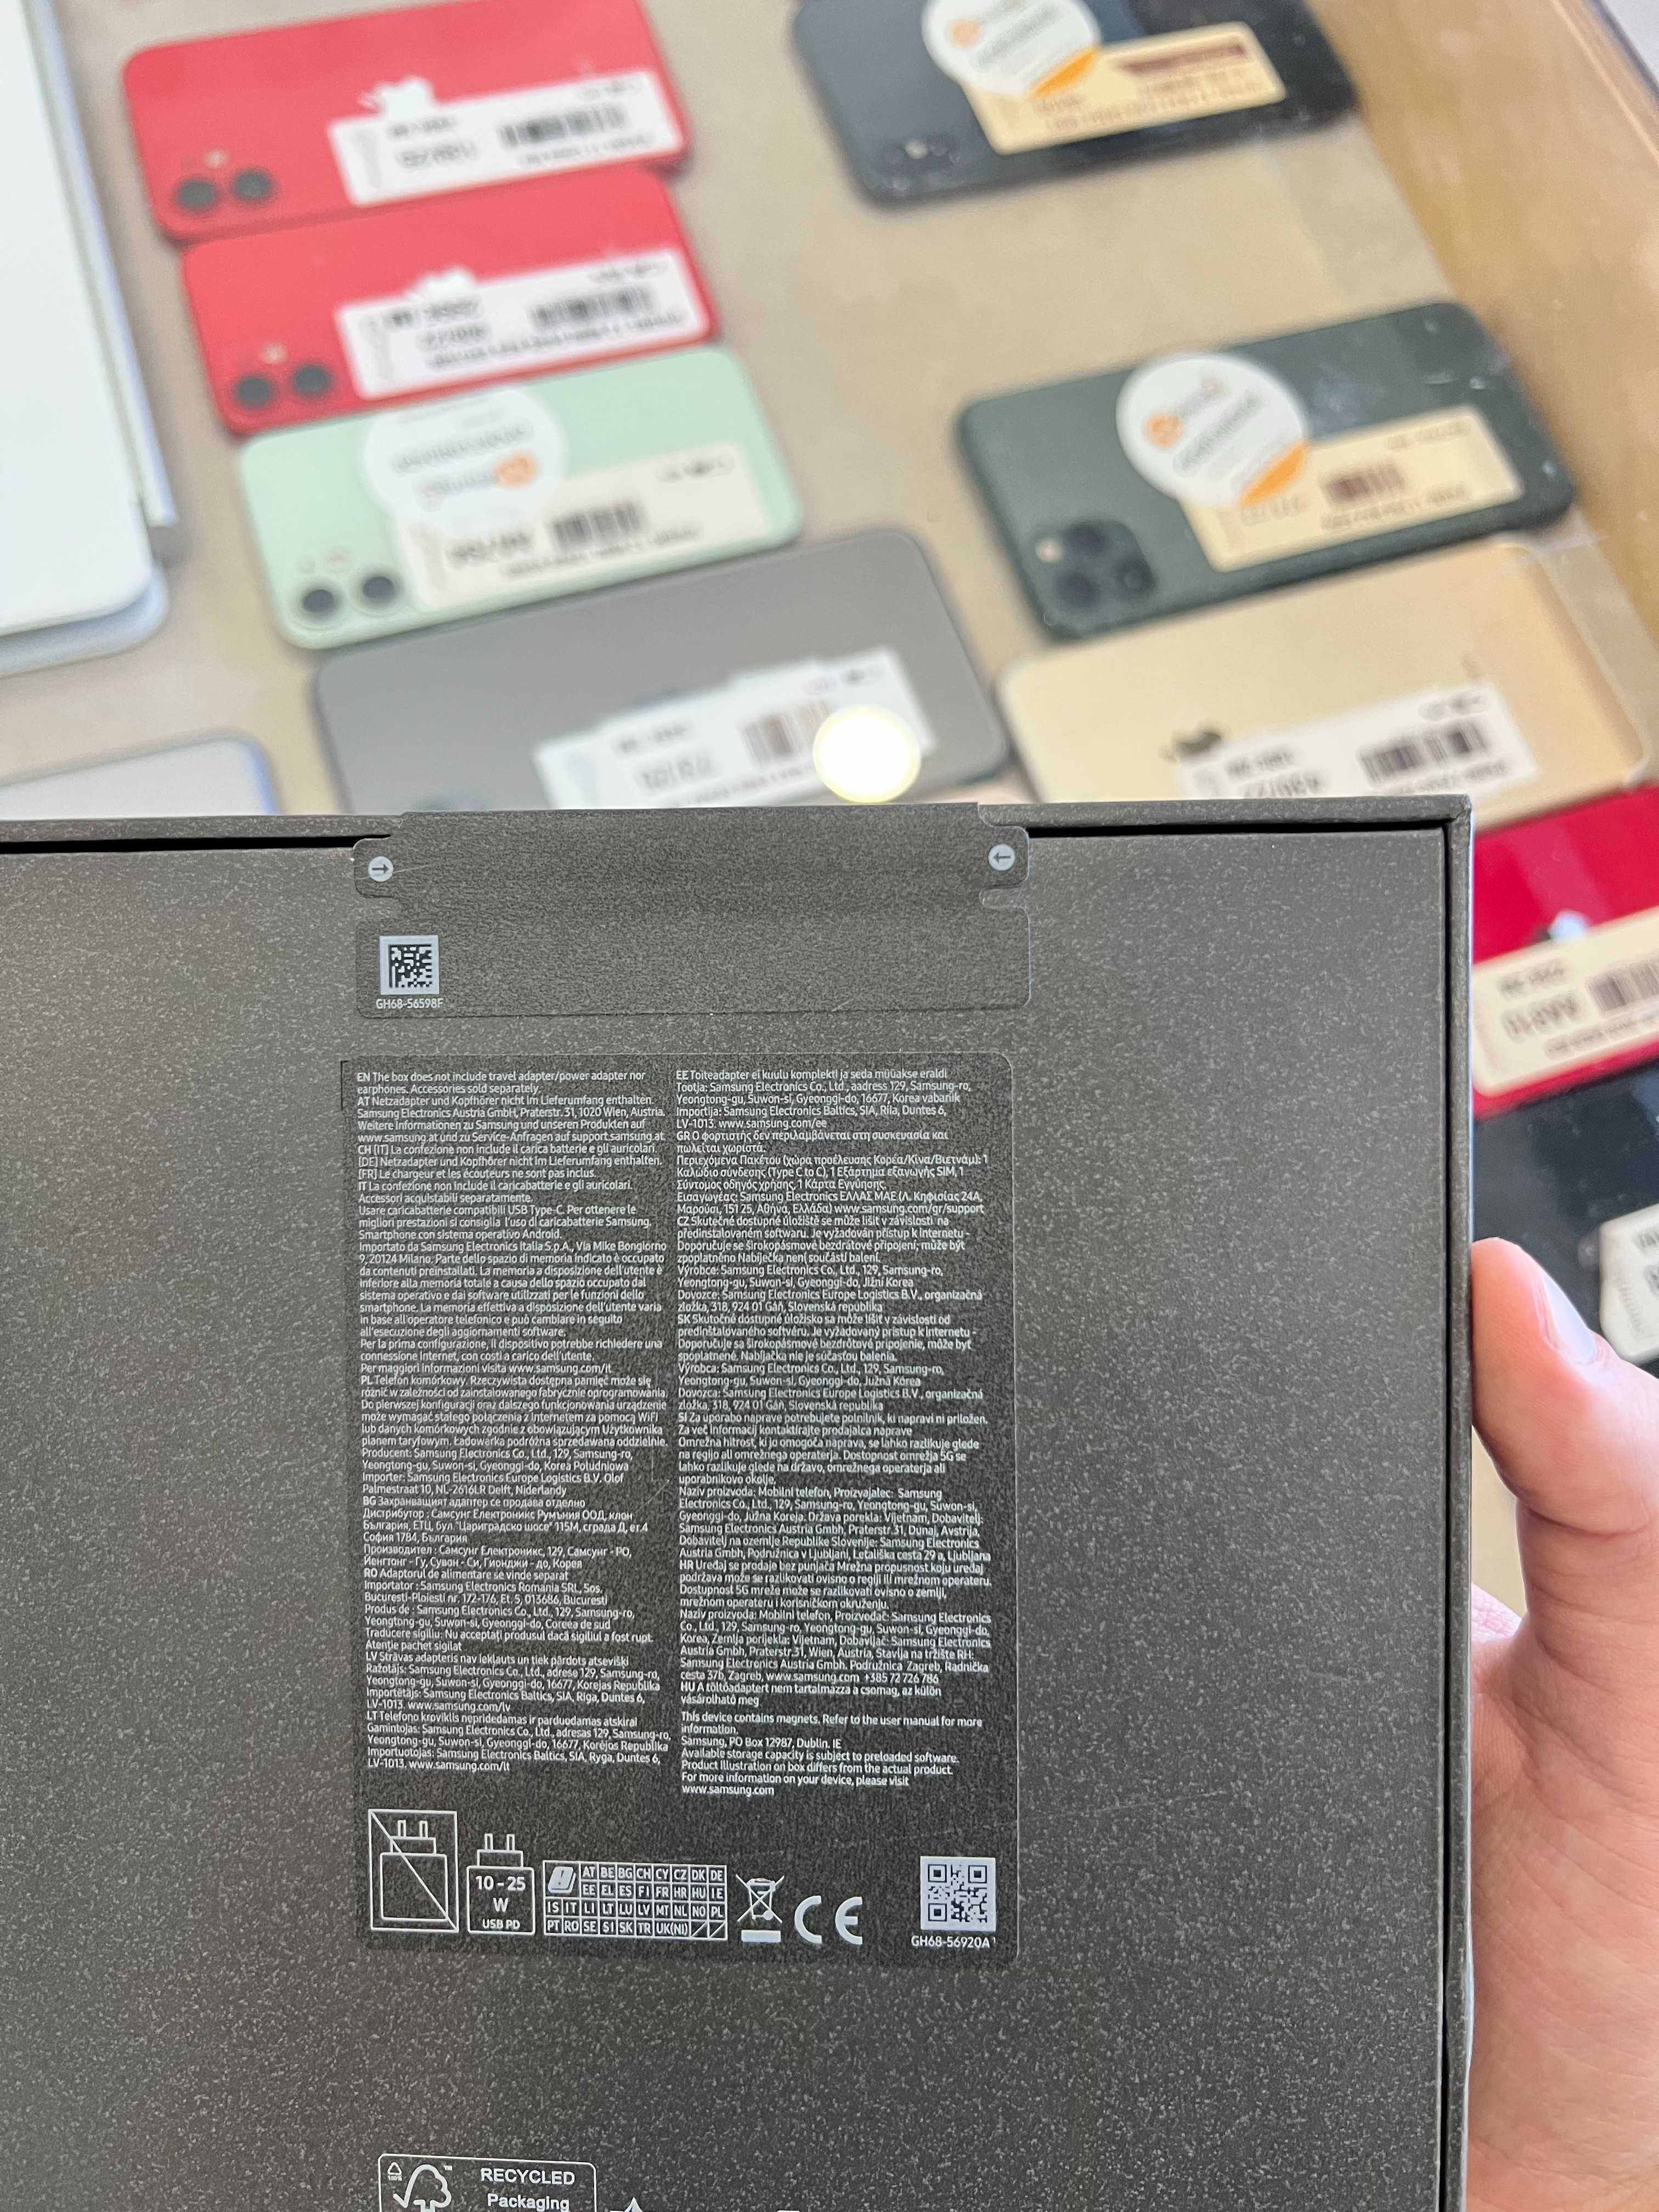 GH68-56598F
EN The box does not include travel adapter/power adapter nor
earphones. Accessories sold separately.
AT Netzadapter und Kopfhörer nicht im Lieferumfang enthalten.
Samsung Electronics Austria GmbH, Praterstr. 31, 1020 Wien, Austria.
Weitere Informationen zu Samsung und unseren Produkten auf
www.samsung.at und zu Service-Anfragen auf support.samsung.at
CH [IT] La confezione non include il carica batterie e gli auricolari.
[DE] Netzadapter und Kopfhörer nicht im Lieferumfang enthalten.
[FR] Le chargeur et les écouteurs ne sont pas inclus.
IT La confezione non include il caricabatterie e gli auricolari.
Accessori acquistabili separatamente.
Usare caricabatterie compatibili USB Type-C. Per ottenere le
migliori prestazioni si consiglia l'uso di caricabatterie Samsung.
Smartphone con sistema operativo Android.
Importato da Samsung Electronics Italia S.p.A., Via Mike Bongiorno
9, 20124 Milano. Parte dello spazio di memoria indicato è occupato
da contenuti preinstallati. La memoria a disposizione dell'utente è
inferiore alla memoria totale a causa dello spazio occupato dal
sistema operativo e dai software utilizzati per le funzioni dello
smartphone. La memoria effettiva a disposizione dell'utente varia
in base all'operatore telefonico e può cambiare in seguito
all'esecuzione degli aggiornamenti software.
Per la prima configurazione, il dispositivo potrebbe richiedere una
connessione Internet, con costi a carico dell'utente.
Per maggiori informazioni visita www.samsung.com/it
PL Telefon komórkowy. Rzeczywista dostępna pamięć może się
różnić w zależności od zainstalowanego fabrycznie oprogramowania.
Do pierwszej konfiguracji oraz dalszego funkcjonowania urządzenie
może wymagać stałego połączenia z Internetem za pomocą WiFi
lub danych komórkowych zgodnie z obowiązującym Użytkownika
planem taryfowym. Ładowarka podróżna sprzedawana oddzielnie.
Producent: Samsung Electronics Co., Ltd., 129, Samsung-ro,
Yeongtong-gu, Suwon-si, Gyeonggi-do, Korea Południowa
Importer: Samsung Electronics Europe Logistics B.V. Olof
Palmestraat 10, NL-2616LR Delft, Niderlandy
BG Захранващият адаптер се продава отделно
Дистрибутор : Самсунг Електроникс Румъния ООД, клон
България, ЕТЦ, бул. "Цариградско шосе" 115М, сграда Д, ет.4
София 1784, България
Производител : Самсунг Електроникс, 129, Самсунг - РО,
Йенгтонг - Гу, Сувон - Си, Гионджи - до, Корея
RO Adaptorul de alimentare se vinde separat
Importator : Samsung Electronics Romania SRL, Sos.
Bucuresti-Ploiesti nr. 172-176, Et. 5, 013686, Bucuresti
Produs de : Samsung Electronics Co., Ltd., 129, Samsung-ro,
Yeongtong-gu, Suwon-si, Gyeonggi-do, Coreea de sud
Traducere sigiliu: Nu acceptați produsul dacă sigiliul a fost rupt.
Atenție pachet sigilat
LV Strāvas adapteris nav iekļauts un tiek pārdots atsevišķi
Ražotājs: Samsung Electronics Co., Ltd., adrese 129, Samsung-ro,
Yeongtong-gu, Suwon-si, Gyeonggi-do, 16677, Korejas Republika
Importētājs: Samsung Electronics Baltics, SIA, Rīga, Duntes 6,
LV-1013. www.samsung.com/lv
LT Telefono kroviklis nepridedamas ir parduodamas atskirai
Gamintojas: Samsung Electronics Co., Ltd., adresas 129, Samsung-ro,
Yeongtong-gu, Suwon-si, Gyeonggi-do, 16677, Korėjos Republika
Importuotojas: Samsung Electronics Baltics, SIA, Ryga, Duntes 6,
LV-1013. www.samsung.com/lt
EE Toiteadapter ei kuulu komplekti ja seda müüakse eraldi
Tootja: Samsung Electronics Co., Ltd., aadress 129, Samsung-ro,
Yeongtong-gu, Suwon-si, Gyeonggi-do, 16677, Korea vabariik
Importija: Samsung Electronics Baltics, SIA, Riia, Duntes 6,
LV-1013. www.samsung.com/ee
GR Ο φορτιστής δεν περιλαμβάνεται στη συσκευασία και
πωλείται χωριστά.
Περιεχόμενα Πακέτου (χώρα προέλευσης Κορέα/Κίνα/Βιετνάμ): 1
Καλώδιο σύνδεσης (Type C to C), 1 Εξάρτημα εξαγωγής SIM, 1
Σύντομος οδηγός χρήσης, 1 Κάρτα Εγγύησης.
Εισαγωγέας: Samsung Electronics ΕΛΛΑΣ ΜΑΕ (Λ. Κηφισίας 24Α,
Μαρούσι, 151 25, Αθήνα, Ελλάδα) www.samsung.com/gr/support
CZ Skutečné dostupné úložiště se může lišit v závislosti na
předinstalovaném softwaru. Je vyžadován přístup k internetu -
Doporučuje se širokopásmové bezdrátové připojení; může být
zpoplatněno Nabíječka není součástí balení.
Výrobce: Samsung Electronics Co., Ltd., 129, Samsung-ro,
Yeongtong-gu, Suwon-si, Gyeonggi-do, Jižní Korea
Dovozce: Samsung Electronics Europe Logistics B.V., organizačná
zložka, 318, 924 01 Gáň, Slovenská republika
SK Skutočné dostupné úložisko sa môže líšiť v závislosti od
predinštalovaného softvéru. Je vyžadovaný prístup k internetu -
Doporučuje sa širokopásmové bezdrôtové pripojenie, môže byť
spoplatnené. Nabíjačka nie je súčasťou balenia.
Výrobca: Samsung Electronics Co., Ltd., 129, Samsung-ro,
Yeongtong-gu, Suwon-si, Gyeonggi-do, Južná Kórea
Dovozca: Samsung Electronics Europe Logistics B.V., organizačná
zložka, 318, 924 01 Gáň, Slovenská republika
SI Za uporabo naprave potrebujete polnilnik, ki napravi ni priložen.
Za več informacij kontaktirajte prodajalca naprave
Omrežna hitrost, ki jo omogoča naprava, se lahko razlikuje glede
na regijo ali omrežnega operaterja. Dostopnost omrežja 5G se
lahko razlikuje glede na državo, omrežnega operaterja ali
uporabnikovo okolje.
Naziv proizvoda: Mobilni telefon, Proizvajalec: Samsung
Electronics Co., Ltd., 129, Samsung-ro, Yeongtong-gu, Suwon-si,
Gyeonggi-do, Južna Koreja. Država porekla: Vijetnam, Dobavitelj:
Samsung Electronics Austria Gmbh, Praterstr.31, Dunaj, Avstrija,
Dobavitelj na ozemlje Republike Slovenije: Samsung Electronics
Austria Gmbh, Podružnica v Ljubljani, Letališka cesta 29 a, Ljubljana
HR Uređaj se prodaje bez punjača Mrežna propusnost koju uređaj
podržava može se razlikovati ovisno o regiji ili mrežnom operateru.
Dostupnost 5G mreže može se razlikovati ovisno o zemlji,
mrežnom operateru i korisničkom okruženju.
Naziv proizvoda: Mobilni telefon, Proizvođač: Samsung Electronics
Co., Ltd., 129, Samsung-ro, Yeongtong-gu, Suwon-si, Gyeonggi-do,
Korea, Zemlja porijekla: Vijetnam, Dobavljač: Samsung Electronics
Austria Gmbh, Praterstr.31, Wien, Austria, Stavlja na tržište RH:
Samsung Electronics Austria Gmbh. Podružnica Zagreb, Radnička
cesta 37b, Zagreb, www.samsung.com +385 72 726 786
HU A töltőadaptert nem tartalmazza a csomag, az külön
vásárolható meg
This device contains magnets. Refer to the user manual for more
information.
Samsung, PO Box 12987, Dublin. IE
Available storage capacity is subject to preloaded software.
Product illustration on box differs from the actual product.
For more information on your device, please visit
www.samsung.com
10 - 25
W
USB PD
AT BE BG CH CY CZ DK DE
EE EL ES FI FR HR HU IE
IS IT LI LT LU LV MT NL NO PL
PT RO SE SI SK TR UK(NI)
CE
GH68-56920A
RECYCLED
Packaging